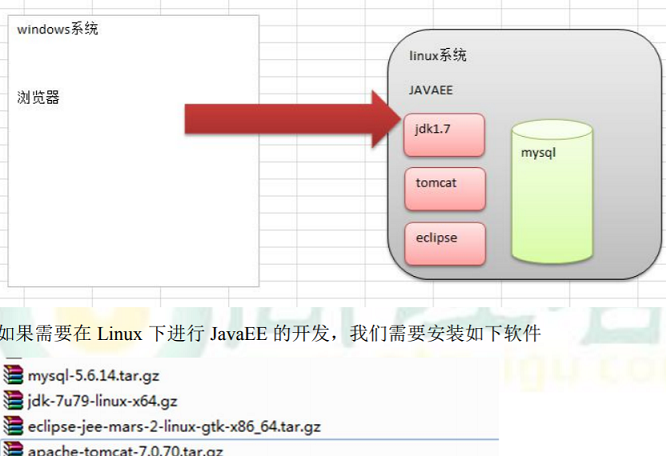 windows系统
浏览器
linux系统
JAVAEE
jdk1.7
tomcat
eclipse
mysql
如果需要在 Linux 下进行 JavaEE 的开发，我们需要安装如下软件
mysql-5.6.14.tar.gz
jdk-7u79-linux-x64.gz
eclipse-jee-mars-2-linux-gtk-x86_64.tar.gz
apache-tomcat-7.0.70.tar.gz